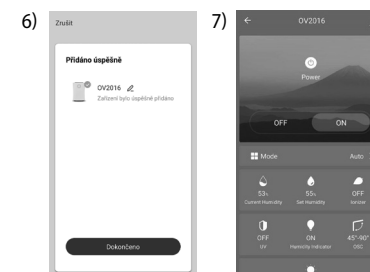 6)
Zrušit
Přidáno úspěšně
OV2016
Zařízení bylo úspěšně přidáno
Dokončeno
7)
OV2016
Power
OFF ON
Mode Auto
53% 55% OFF
Current Humidity Set Humidity Ionizer
OFF ON 45°-90°
UV Humidity Indicator OSC